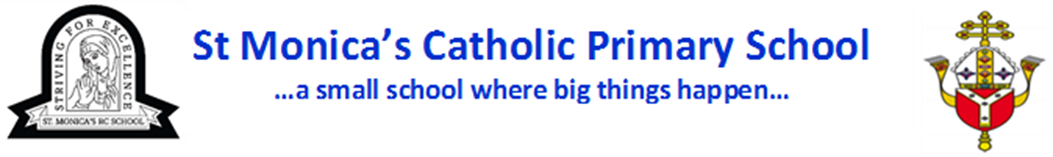 STRIVING FOR EXCELLENCE
ST. MONICA'S RC SCHOOL
St Monica’s Catholic Primary School
…a small school where big things happen…